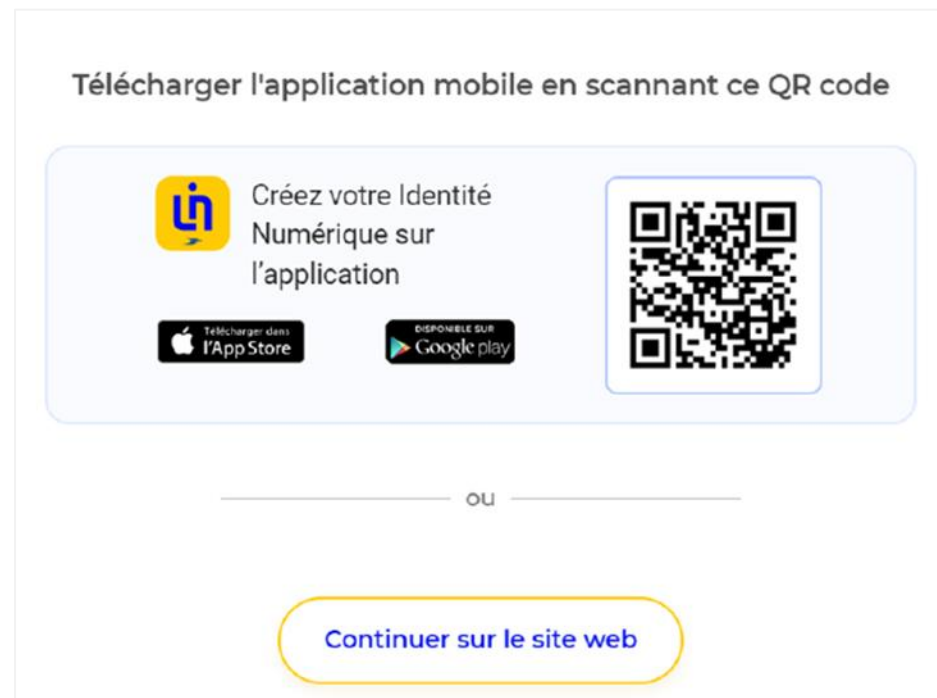 Télécharger l'application mobile en scannant ce QR code
Créez votre Identité
Numérique sur
l'application
Télécharger dans
l'App Store
DISPONIBLE SUR
Google play
ou
Continuer sur le site web